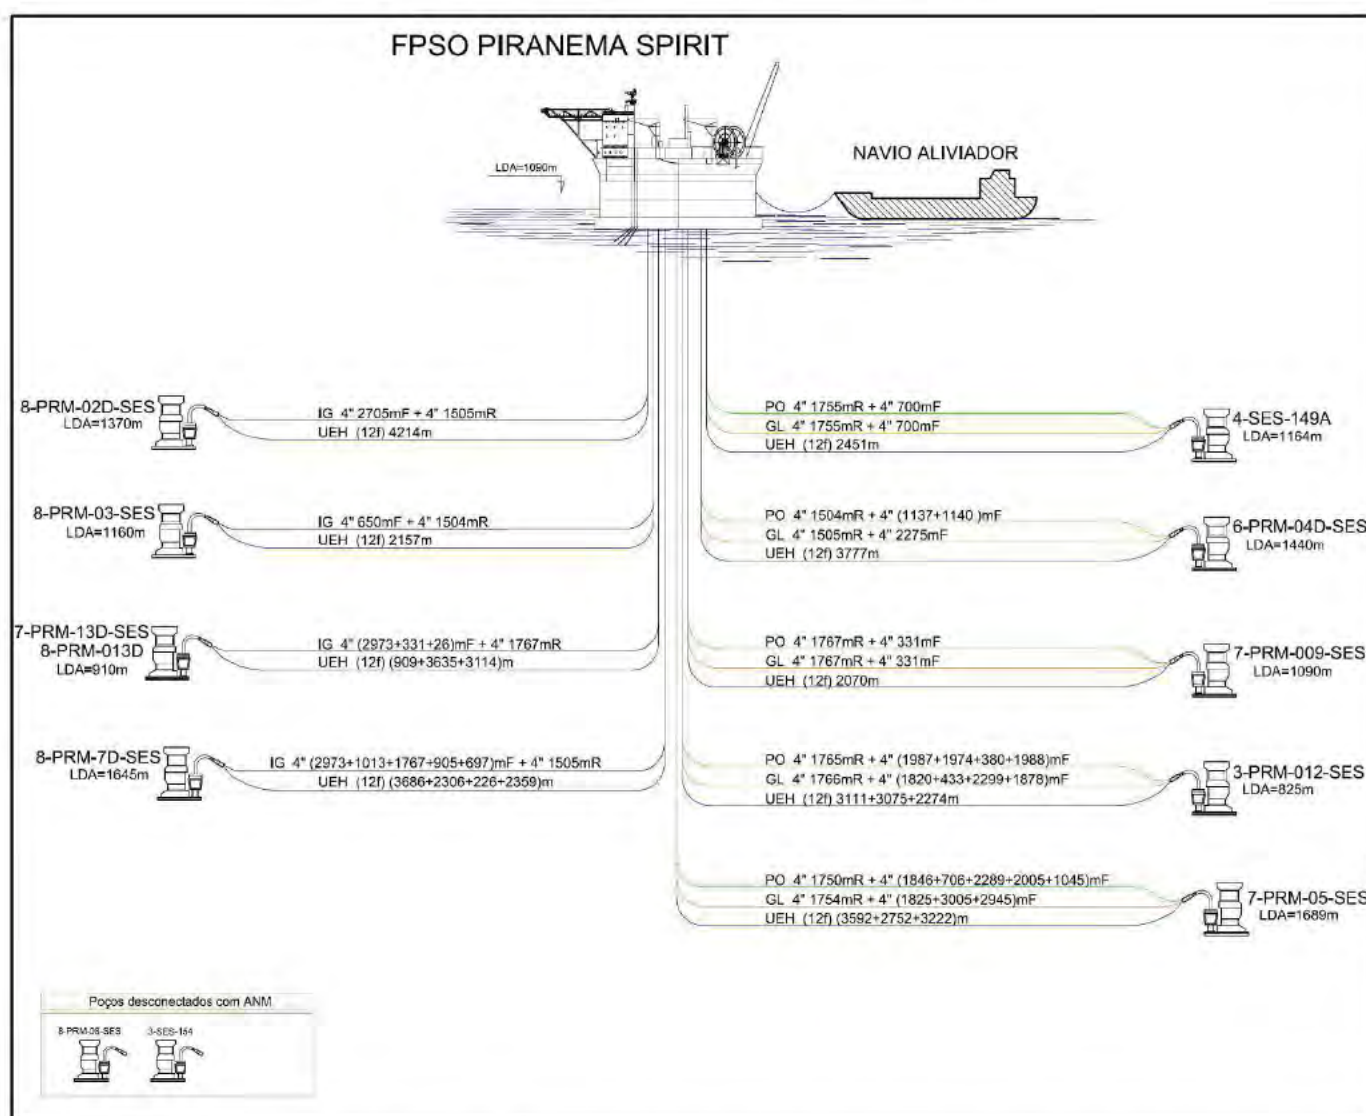 FPSO PIRANEMA SPIRIT
NAVIO ALIVIADOR
LDA=1090m
8-PRM-02D-SES
LDA=1370m
IG 4" 2705mF + 4" 1505mR
UEH (12f) 4214m
8-PRM-03-SES
LDA=1160m
IG 4" 650mF + 4" 1504mR
UEH (12f) 2157m
7-PRM-13D-SES
8-PRM-013D
LDA=910m
IG 4" (2973+331+26)mF + 4" 1767mR
UEH (12f) (909+3635+3114)m
8-PRM-7D-SES
LDA=1645m
IG 4" (2973+1013+1767+905+697)mF + 4" 1505mR
UEH (12f) (3686+2306+226+2359)m
PO 4" 1755mR + 4" 700mF
GL 4" 1755mR + 4" 700mF
UEH (12f) 2451m
4-SES-149A
LDA=1164m
PO 4" 1504mR + 4" (1137+1140 )mF
GL 4" 1505mR + 4" 2275mF
UEH (12f) 3777m
6-PRM-04D-SES
LDA=1440m
PO 4" 1767mR + 4" 331mF
GL 4" 1767mR + 4" 331mF
UEH (12f) 2070m
7-PRM-009-SES
LDA=1090m
PO 4" 1765mR + 4" (1987+1974+380+1988)mF
GL 4" 1766mR + 4" (1820+433+2299+1878)mF
UEH (12f) 3111+3075+2274m
3-PRM-012-SES
LDA=825m
PO 4" 1750mR + 4" (1846+706+2289+2005+1045)mF
GL 4" 1754mR + 4" (1825+3005+2945)mF
UEH (12f) (3592+2752+3222)m
7-PRM-05-SES
LDA=1689m
Poços desconectados com ANM
8-PRM-06-SES
3-SES-154